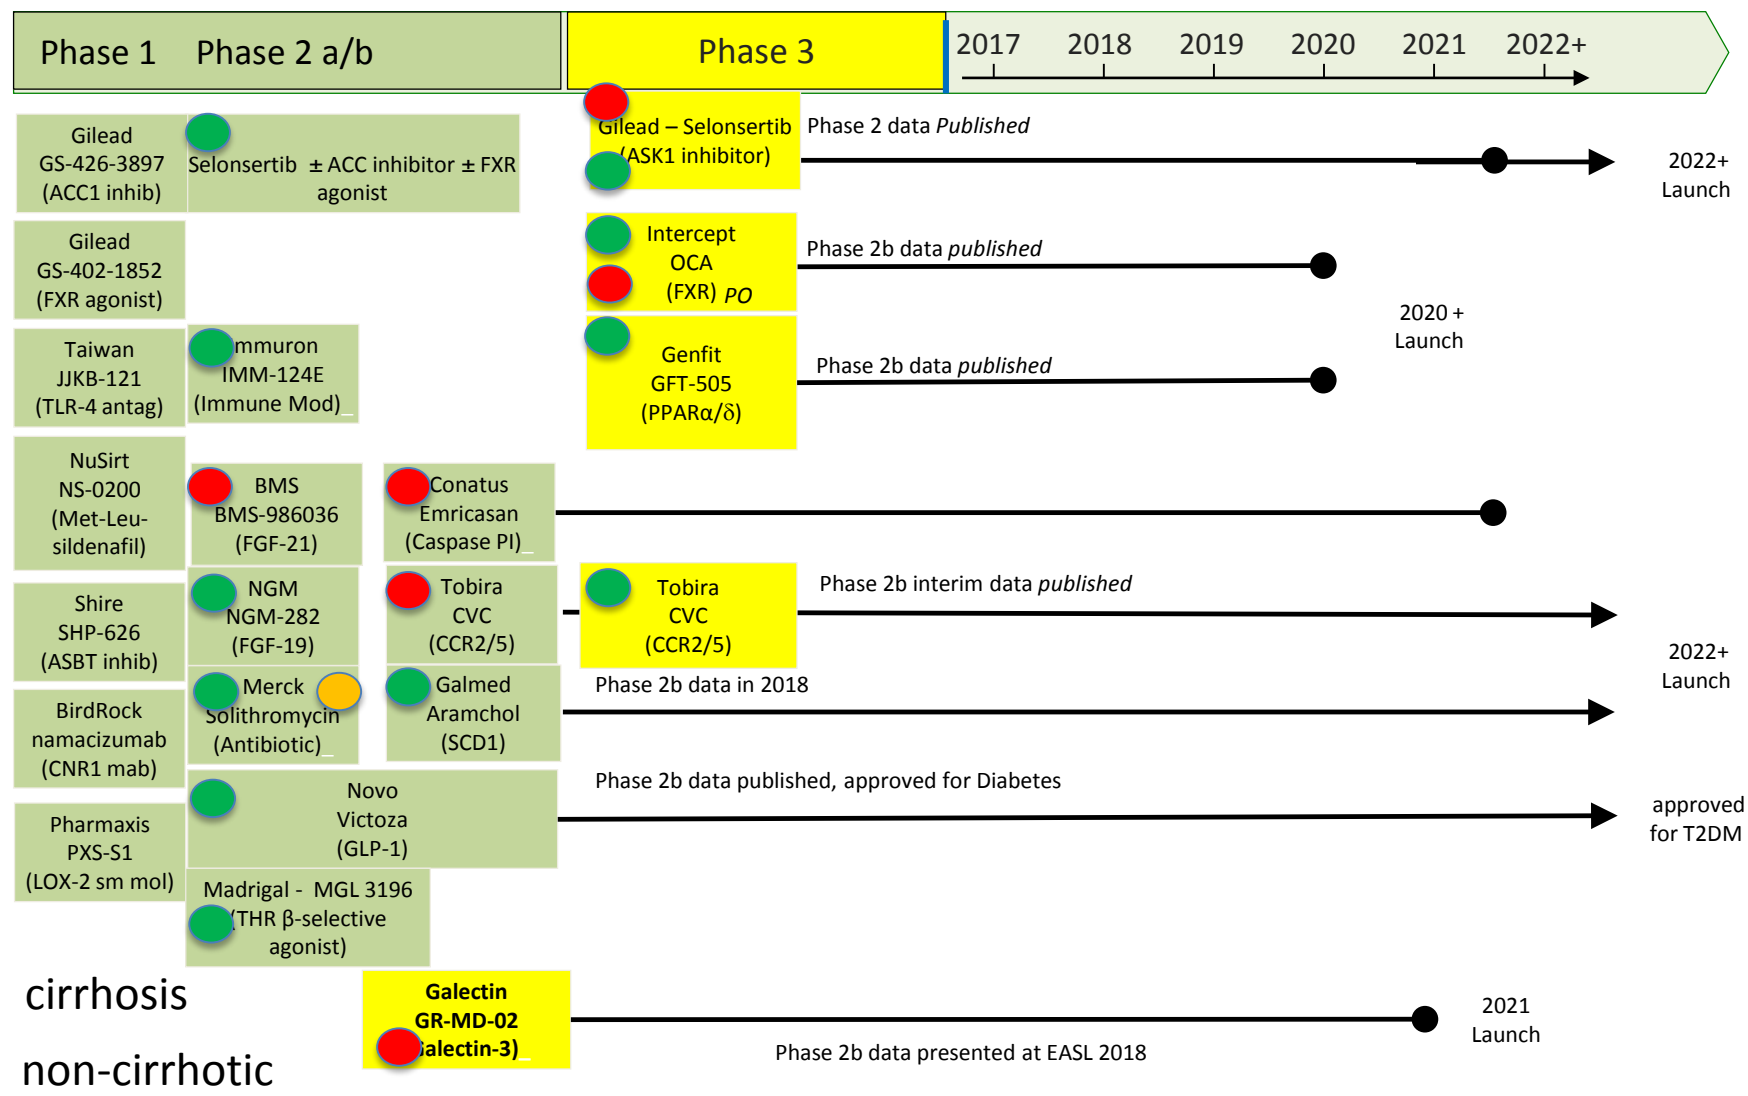 Phase 1 Phase 2 a/b
Phase 3
2017 2018 2019 2020 2021 2022+
Gilead
GS-426-3897
(ACC1 inhib)
Selonsertib ± ACC inhibitor ± FXR
agonist
Gilead – Selonsertib
(ASK1 inhibitor)
Phase 2 data Published
2022+
Launch
Gilead
GS-402-1852
(FXR agonist)
Intercept
OCA
(FXR) PO
Phase 2b data published
2020 +
Launch
Taiwan
JJKB-121
(TLR-4 antag)
mmuron
IMM-124E
(Immune Mod)_
Genfit
GFT-505
(PPARα/δ)
Phase 2b data published
NuSirt
NS-0200
(Met-Leu-
sildenafil)
BMS
BMS-986036
(FGF-21)
Conatus
Emricasan
(Caspase PI)_
Shire
SHP-626
(ASBT inhib)
NGM
NGM-282
(FGF-19)
Tobira
CVC
(CCR2/5)
Tobira
CVC
(CCR2/5)
Phase 2b interim data published
2022+
Launch
BirdRock
namacizumab
(CNR1 mab)
Merck
Solithromycin
(Antibiotic)_
Galmed
Aramchol
(SCD1)
Phase 2b data in 2018
Pharmaxis
PXS-S1
(LOX-2 sm mol)
Novo
Victoza
(GLP-1)
Phase 2b data published, approved for Diabetes
approved
for T2DM
Madrigal - MGL 3196
(THR β-selective
agonist)
cirrhosis
non-cirrhotic
Galectin
GR-MD-02
alectin-3)_
2021
Launch
Phase 2b data presented at EASL 2018